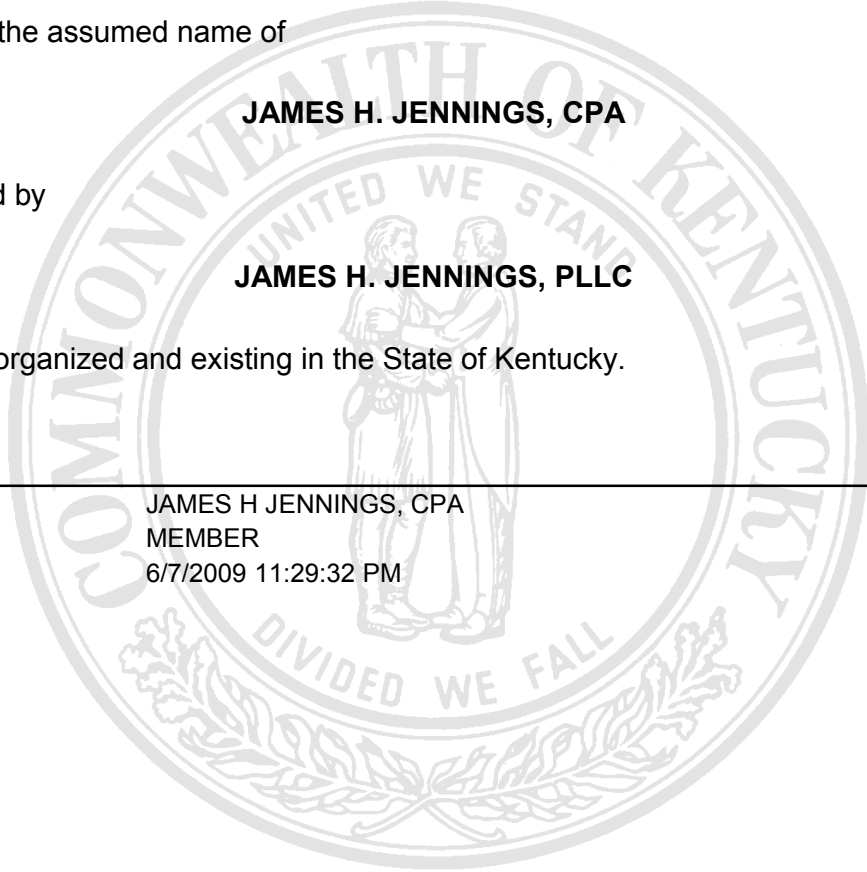 the assumed name of
JAMES H. JENNINGS, CPA
d by
JAMES H. JENNINGS, PLLC
organized and existing in the State of Kentucky.
JAMES H JENNINGS, CPA
MEMBER
6/7/2009 11:29:32 PM
COMMONWEALTH OF KENTUCKY
UNITED WE STAND
DIVIDED WE FALL